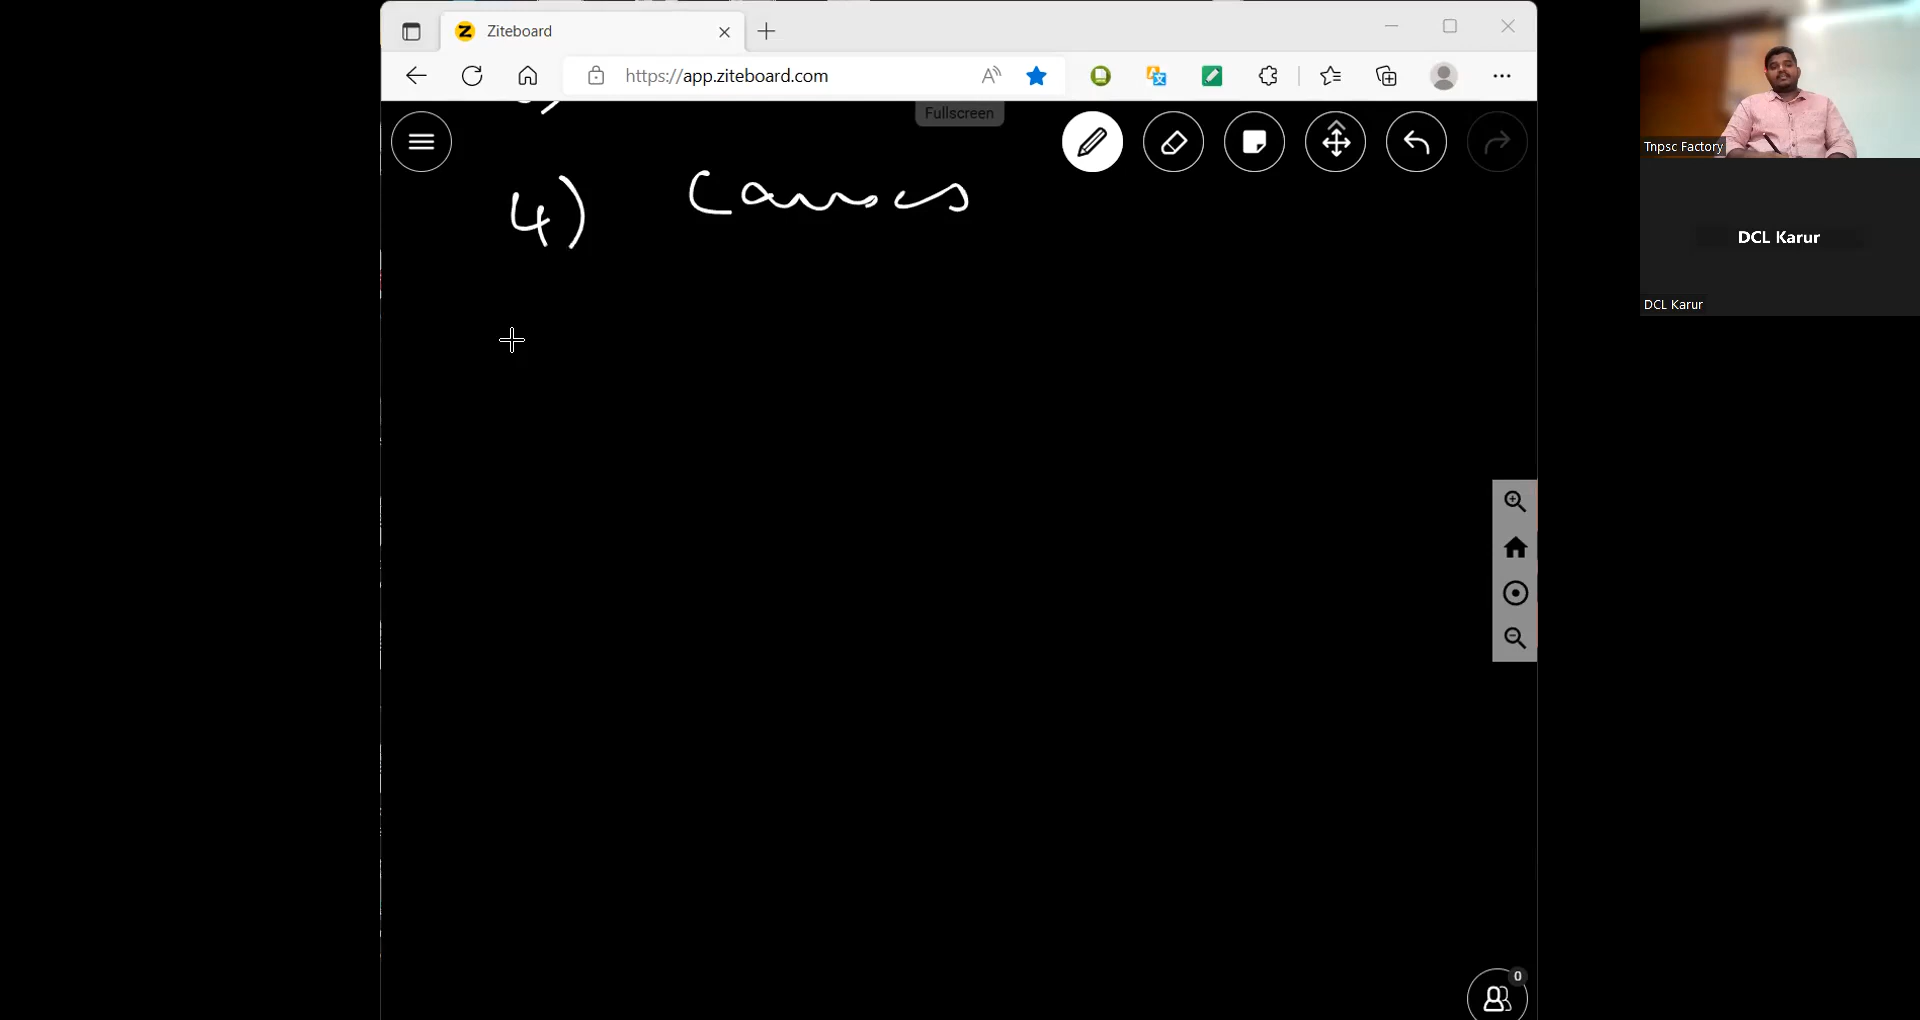 Ziteboard
https://app.ziteboard.com
Fullscreen
4) Causes
0
Tnpsc Factory
DCL Karur
DCL Karur